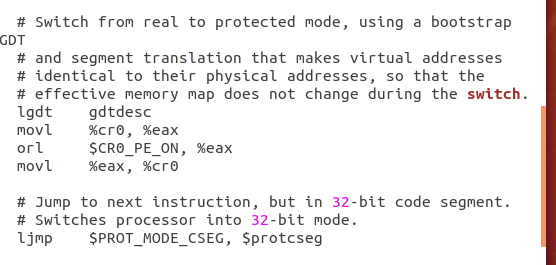 # Switch from real to protected mode, using a bootstrap
GDT
# and segment translation that makes virtual addresses
# identical to their physical addresses, so that the
# effective memory map does not change during the switch.
lgdt    gdtdesc
movl    %cr0, %eax
orl     $CR0_PE_ON, %eax
movl    %eax, %cr0
# Jump to next instruction, but in 32-bit code segment.
# Switches processor into 32-bit mode.
ljmp    $PROT_MODE_CSEG, $protcseg